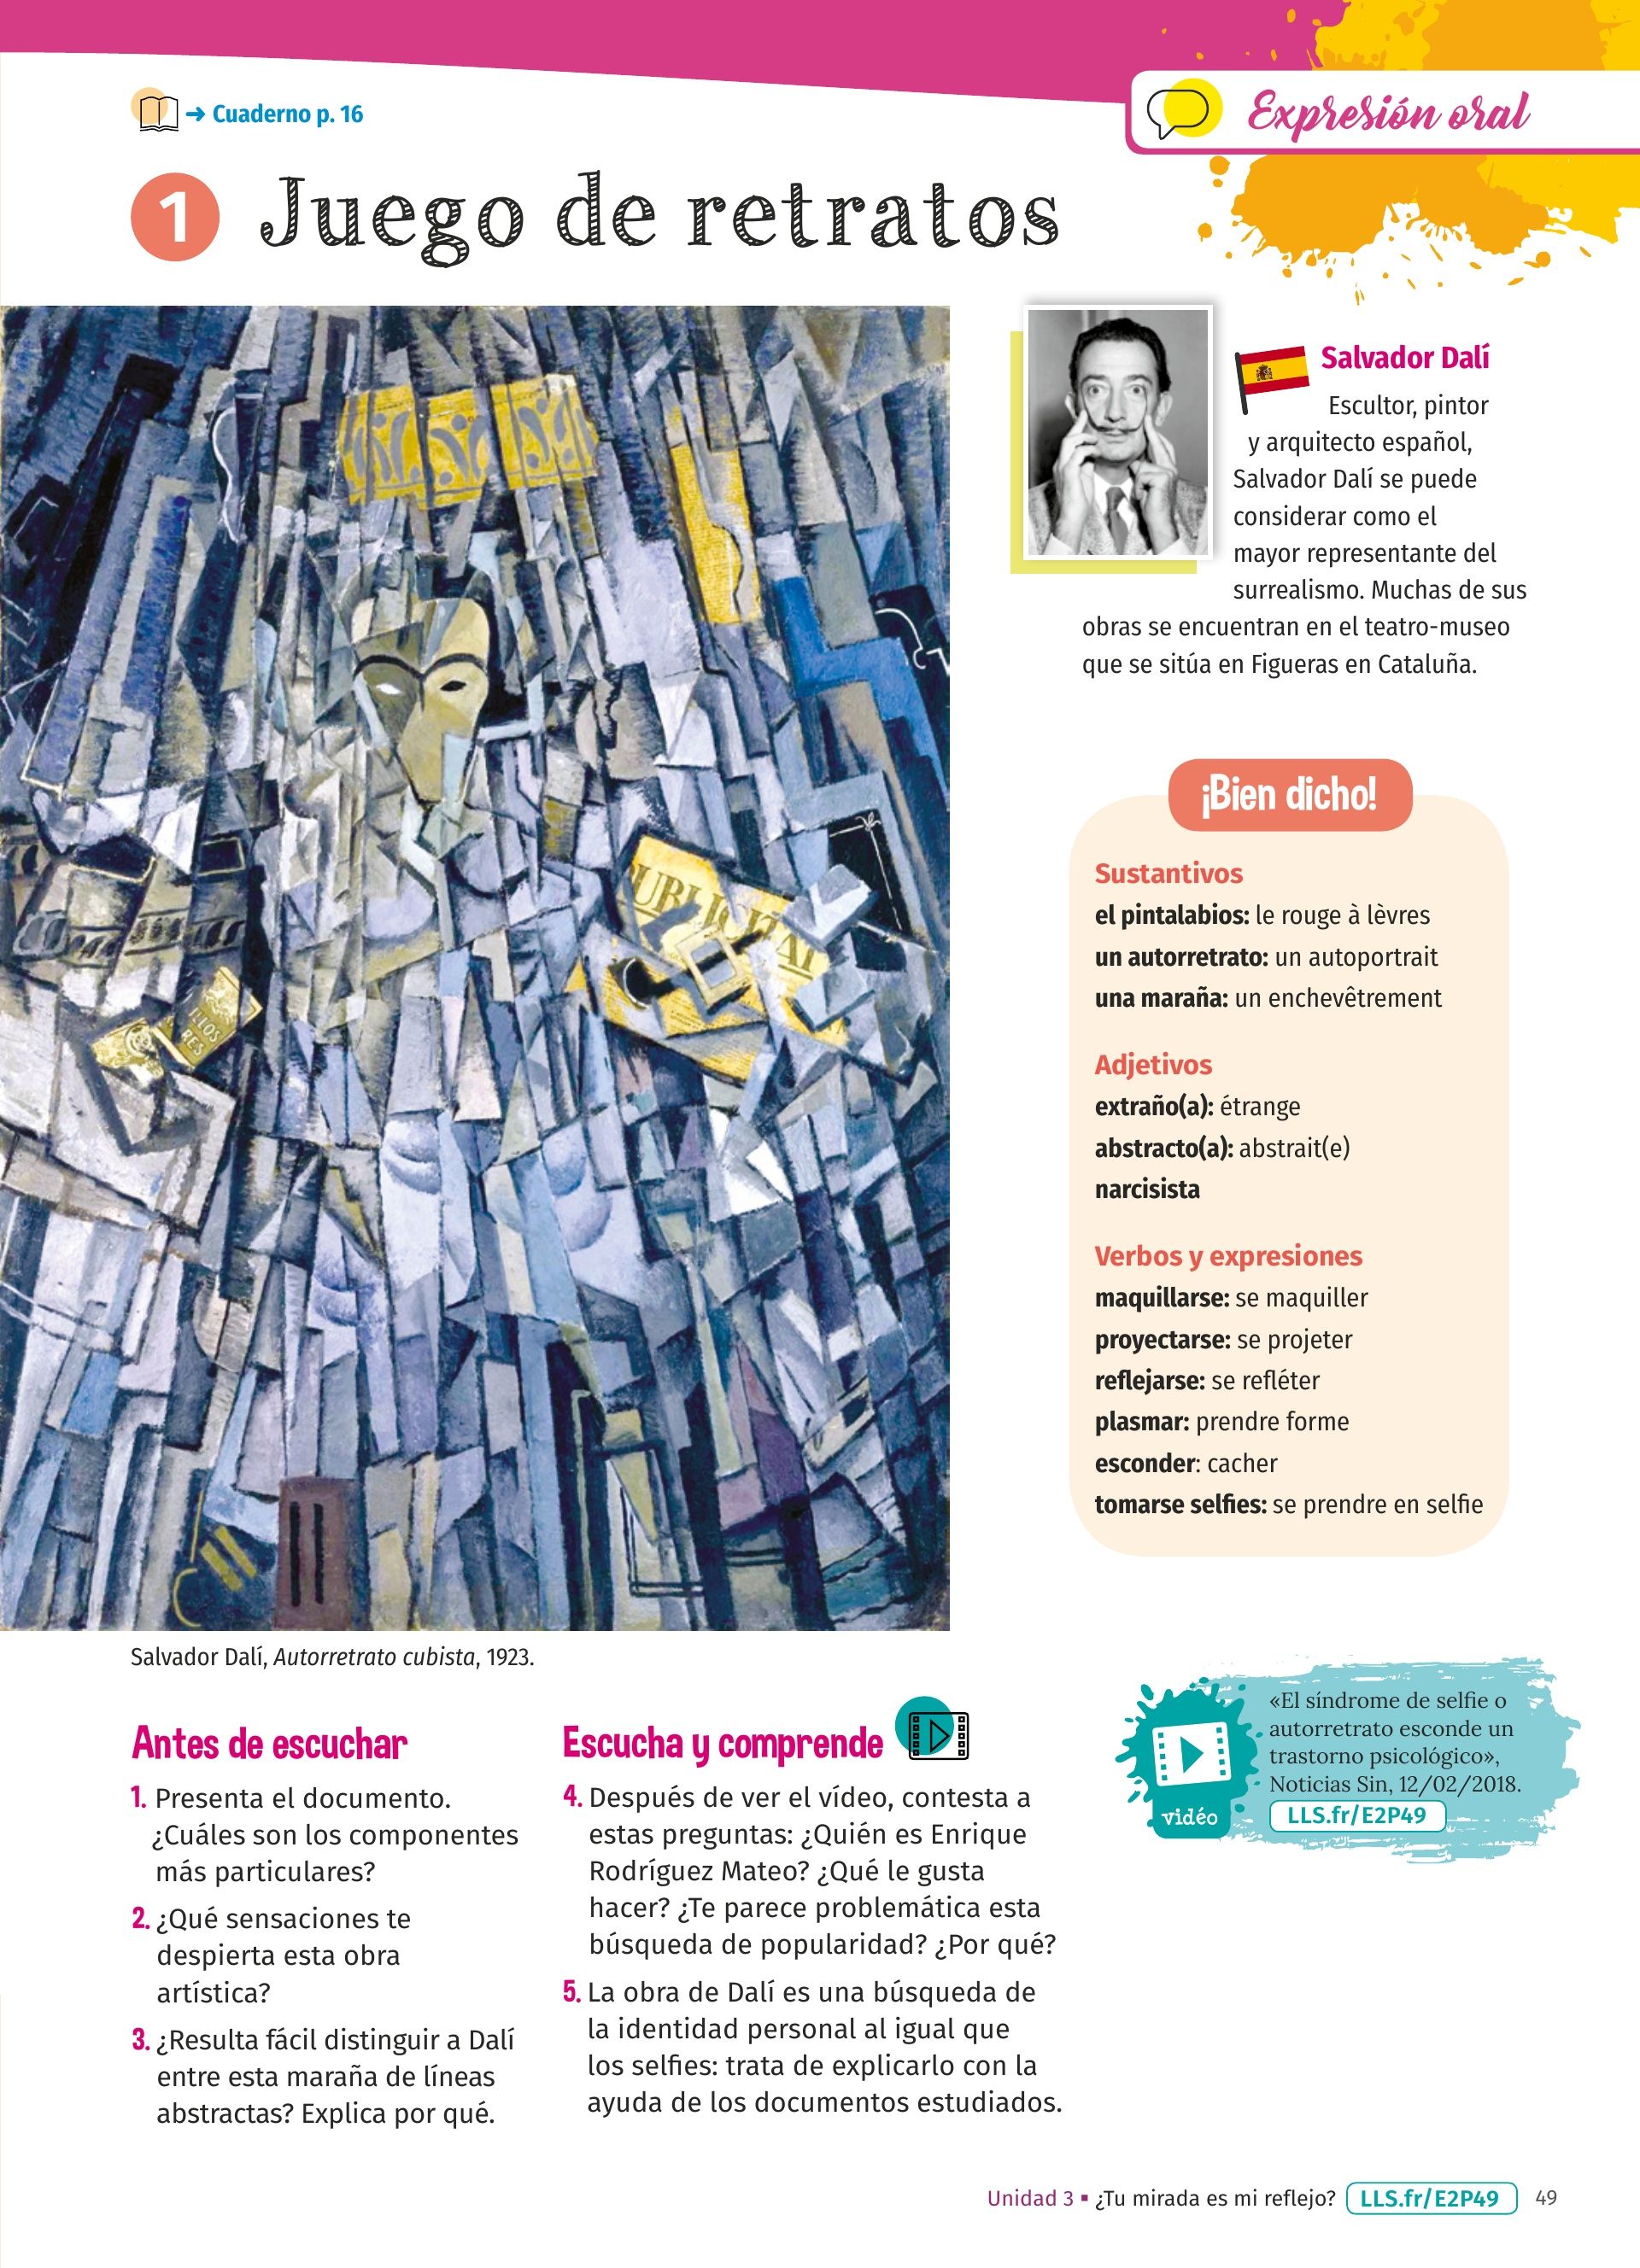 ➜ Cuaderno p. 16
Expresión oral
1 Juego de retratos
Salvador Dalí
Escultor, pintor
y arquitecto español,
Salvador Dalí se puede
considerar como el
mayor representante del
surrealismo. Muchas de sus
obras se encuentran en el teatro-museo
que se sitúa en Figueras en Cataluña.
¡Bien dicho!
Sustantivos
el pintalabios: le rouge à lèvres
un autorretrato: un autoportrait
una maraña: un enchevêtrement
Adjetivos
extraño(a): étrange
abstracto(a): abstrait(e)
narcisista
Verbos y expresiones
maquillarse: se maquiller
proyectarse: se projeter
reflejarse: se refléter
plasmar: prendre forme
esconder: cacher
tomarse selfies: se prendre en selfie
Salvador Dalí, Autorretrato cubista, 1923.
Antes de escuchar
1. Presenta el documento.
¿Cuáles son los componentes
más particulares?
2. ¿Qué sensaciones te
despierta esta obra
artística?
3. ¿Resulta fácil distinguir a Dalí
entre esta maraña de líneas
abstractas? Explica por qué.
Escucha y comprende
4. Después de ver el vídeo, contesta a
estas preguntas: ¿Quién es Enrique
Rodríguez Mateo? ¿Qué le gusta
hacer? ¿Te parece problemática esta
búsqueda de popularidad? ¿Por qué?
5. La obra de Dalí es una búsqueda de
la identidad personal al igual que
los selfies: trata de explicarlo con la
ayuda de los documentos estudiados.
vidéo
«El síndrome de selfie o
autorretrato esconde un
trastorno psicológico»,
Noticias Sin, 12/02/2018.
LLS.fr/E2P49
Unidad 3 ▪ ¿Tu mirada es mi reflejo? LLS.fr/E2P49 49